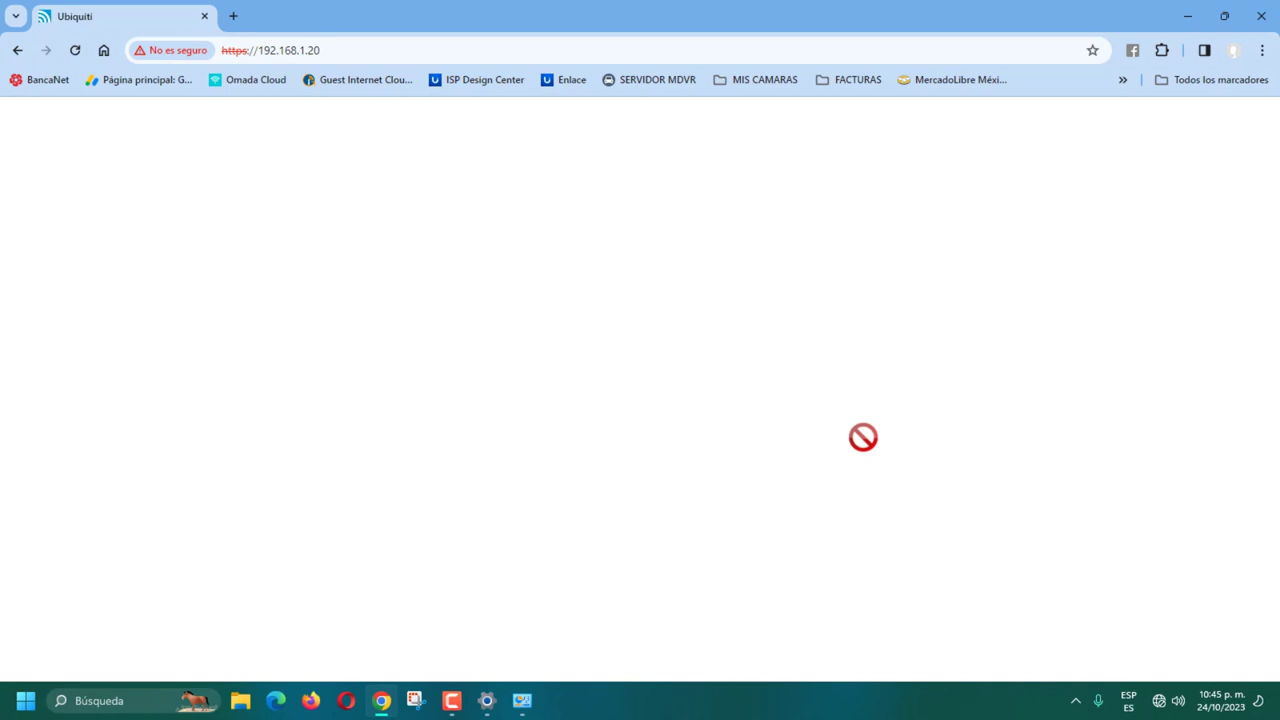 Ubiquiti
No es seguro https://192.168.1.20
BancaNet Página principal: G... Omada Cloud Guest Internet Clou... ISP Design Center Enlace SERVIDOR MDVR MIS CAMARAS FACTURAS MercadoLibre Méxi... » Todos los marcadores
Búsqueda
ESP
ES
10:45 p. m.
24/10/2023